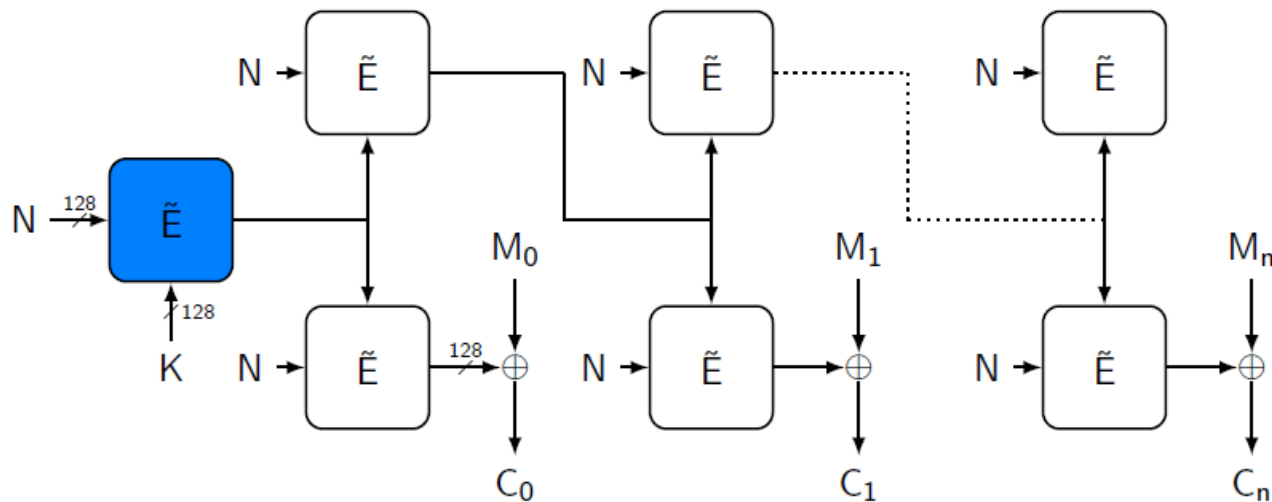 N Ẽ N Ẽ N Ẽ
N 128 Ẽ
M₀ M₁ Mₙ
128
K N Ẽ 128 ⊕ N Ẽ ⊕ N Ẽ ⊕
C₀ C₁ Cₙ